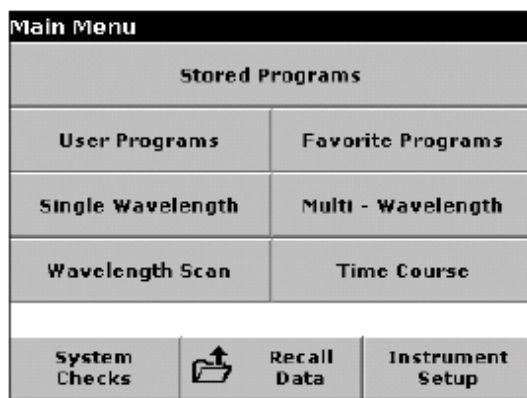 Main Menu
Stored Programs
User Programs
Favorite Programs
Single Wavelength
Multi - Wavelength
Wavelength Scan
Time Course
System
Checks
Recall
Data
Instrument
Setup